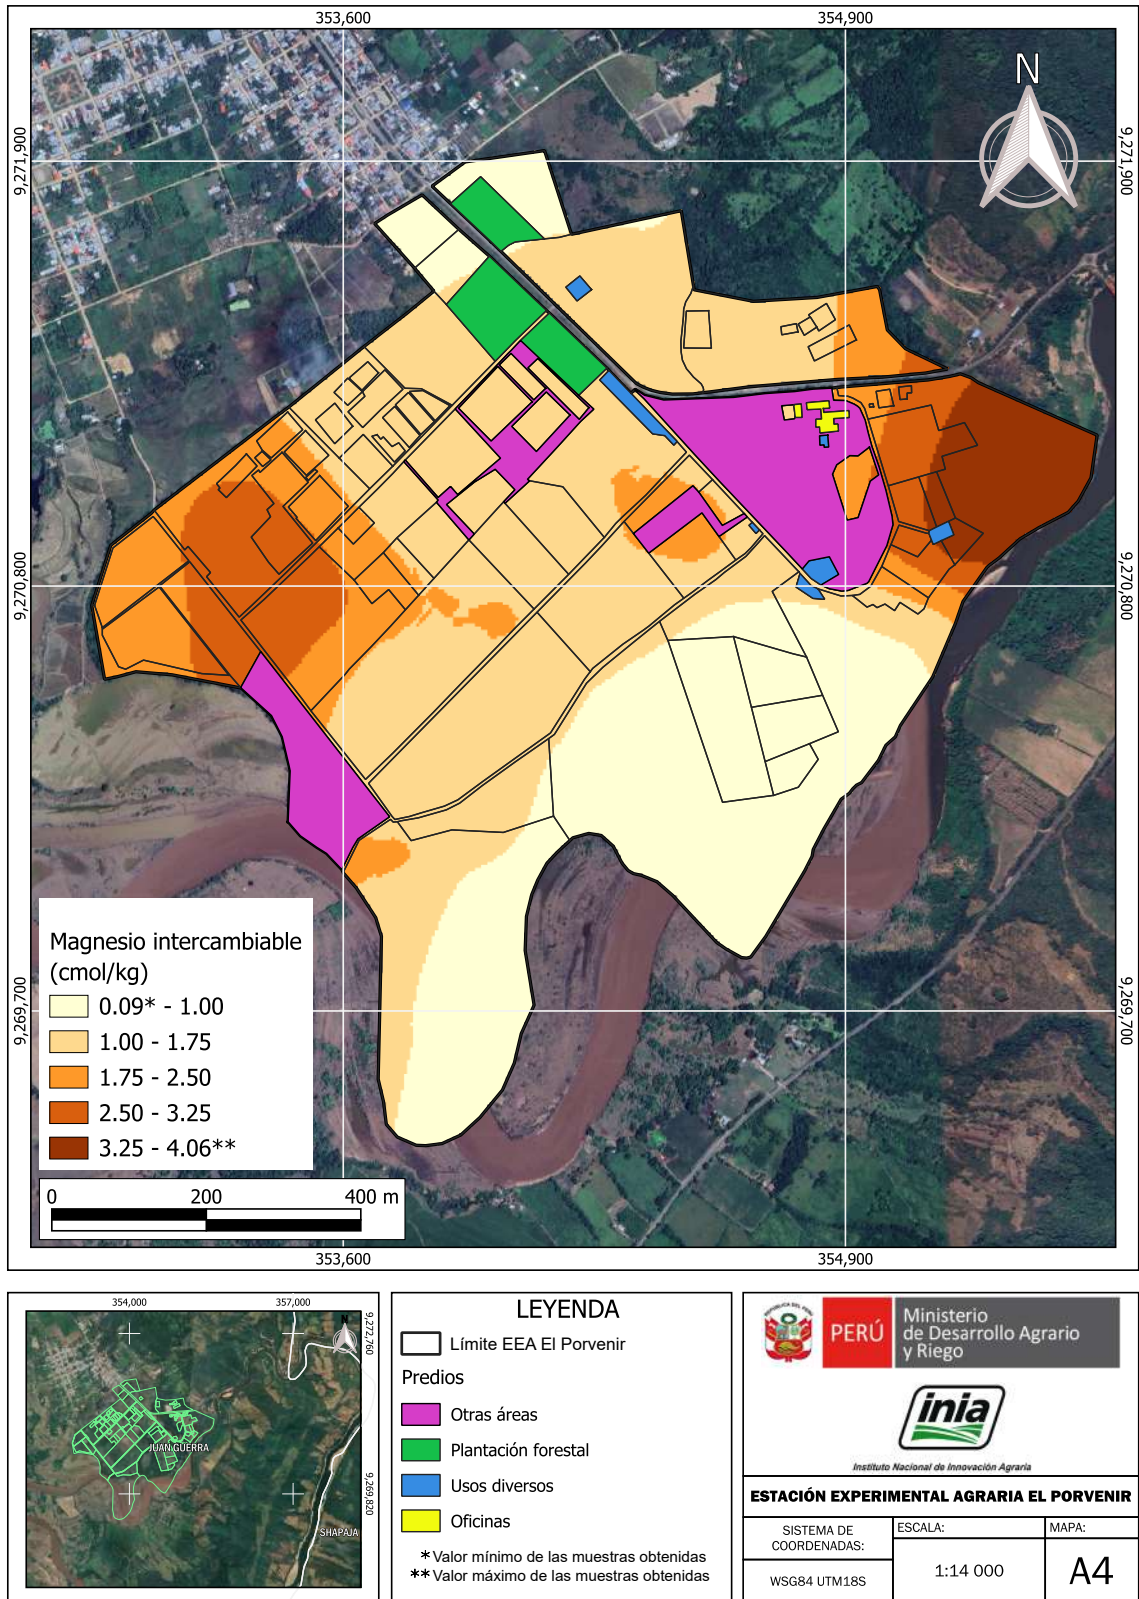 353,600
354,900
9,271,900
9,271,900
N
9,270,800
9,270,800
9,269,700
9,269,700
Magnesio intercambiable
(cmol/kg)
0.09* - 1.00
1.00 - 1.75
1.75 - 2.50
2.50 - 3.25
3.25 - 4.06**
0
200
400 m
353,600
354,900
354,000
357,000
N
9,272,760
JUAN GUERRA
9,269,820
SHAPAJA
LEYENDA
Límite EEA El Porvenir
Predios
Otras áreas
Plantación forestal
Usos diversos
Oficinas
* Valor mínimo de las muestras obtenidas
** Valor máximo de las muestras obtenidas
REPUBLICA DEL PERU
PERÚ
Ministerio
de Desarrollo Agrario
y Riego
inia
Instituto Nacional de Innovación Agraria
ESTACIÓN EXPERIMENTAL AGRARIA EL PORVENIR
SISTEMA DE
COORDENADAS:
WSG84 UTM18S
ESCALA:
1:14 000
MAPA:
A4